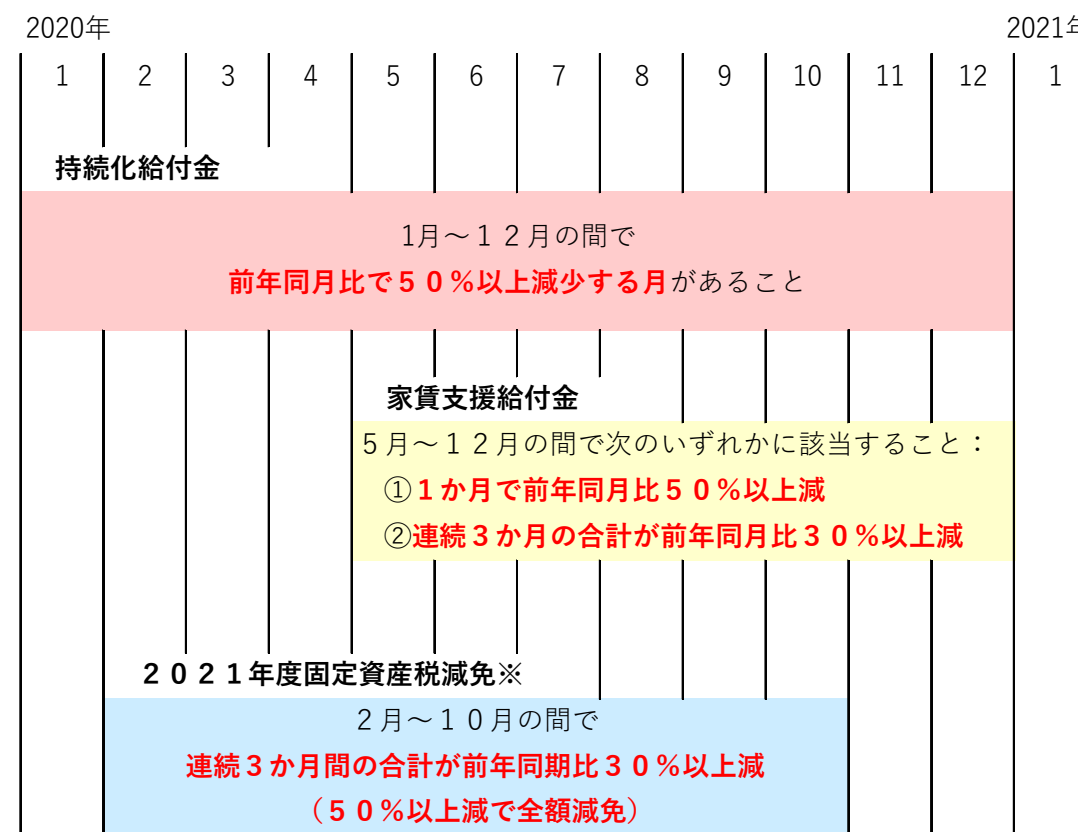 2020年 2021年
1 2 3 4 5 6 7 8 9 10 11 12 1
持続化給付金
1月～１２月の間で
前年同月比で５０％以上減少する月があること
家賃支援給付金
５月～１２月の間で次のいずれかに該当すること：
①１か月で前年同月比５０％以上減
②連続３か月の合計が前年同月比３０％以上減
２０２１年度固定資産税減免※
２月～１０月の間で
連続３か月間の合計が前年同期比３０％以上減
（５０％以上減で全額減免）